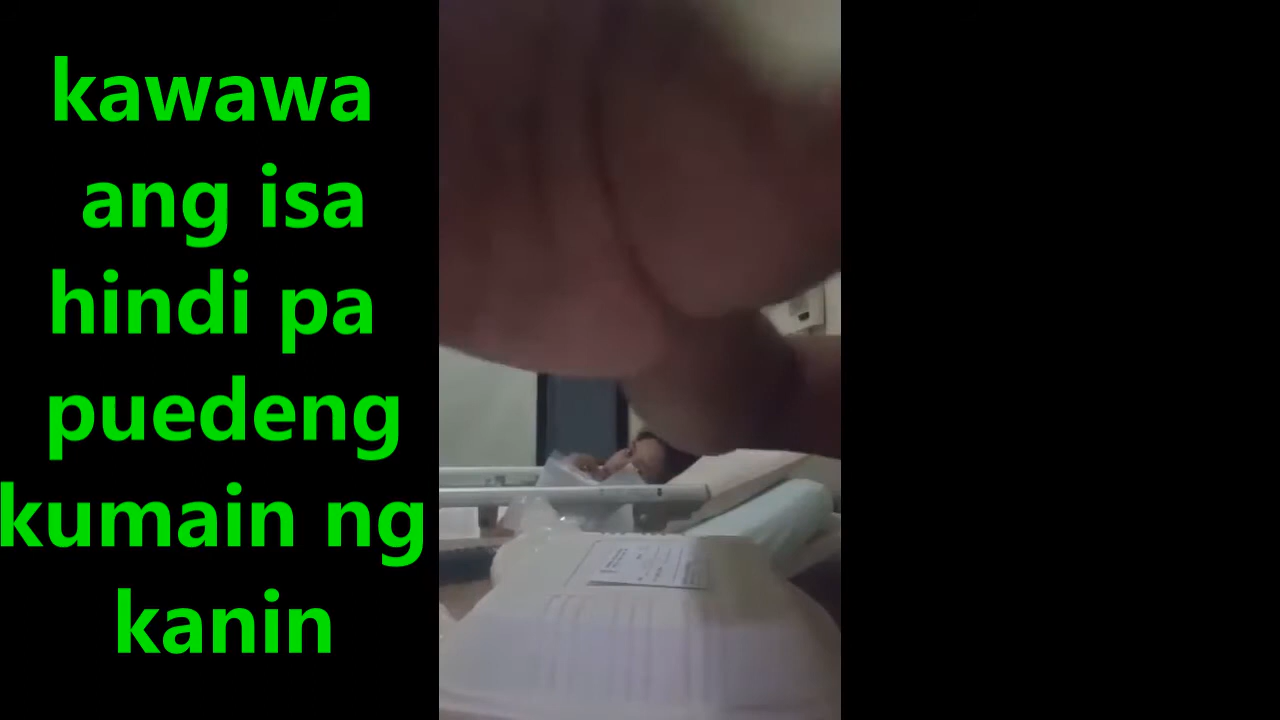 kawawa
ang isa
hindi pa
puedeng
kumain ng
kanin